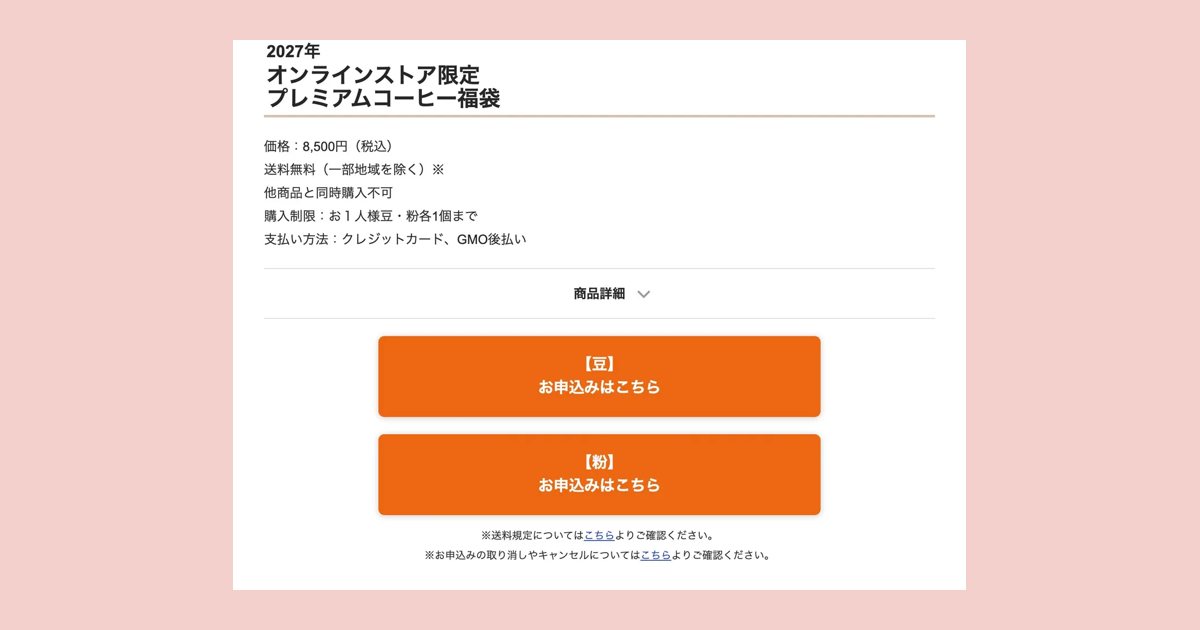 2027年
オンラインストア限定
プレミアムコーヒー福袋
価格：8,500円（税込）
送料無料（一部地域を除く）※
他商品と同時購入不可
購入制限：お１人様豆・粉各1個まで
支払い方法：クレジットカード、GMO後払い
商品詳細
【豆】
お申込みはこちら
【粉】
お申込みはこちら
※送料規定についてはこちらよりご確認ください。
※お申込みの取り消しやキャンセルについてはこちらよりご確認ください。